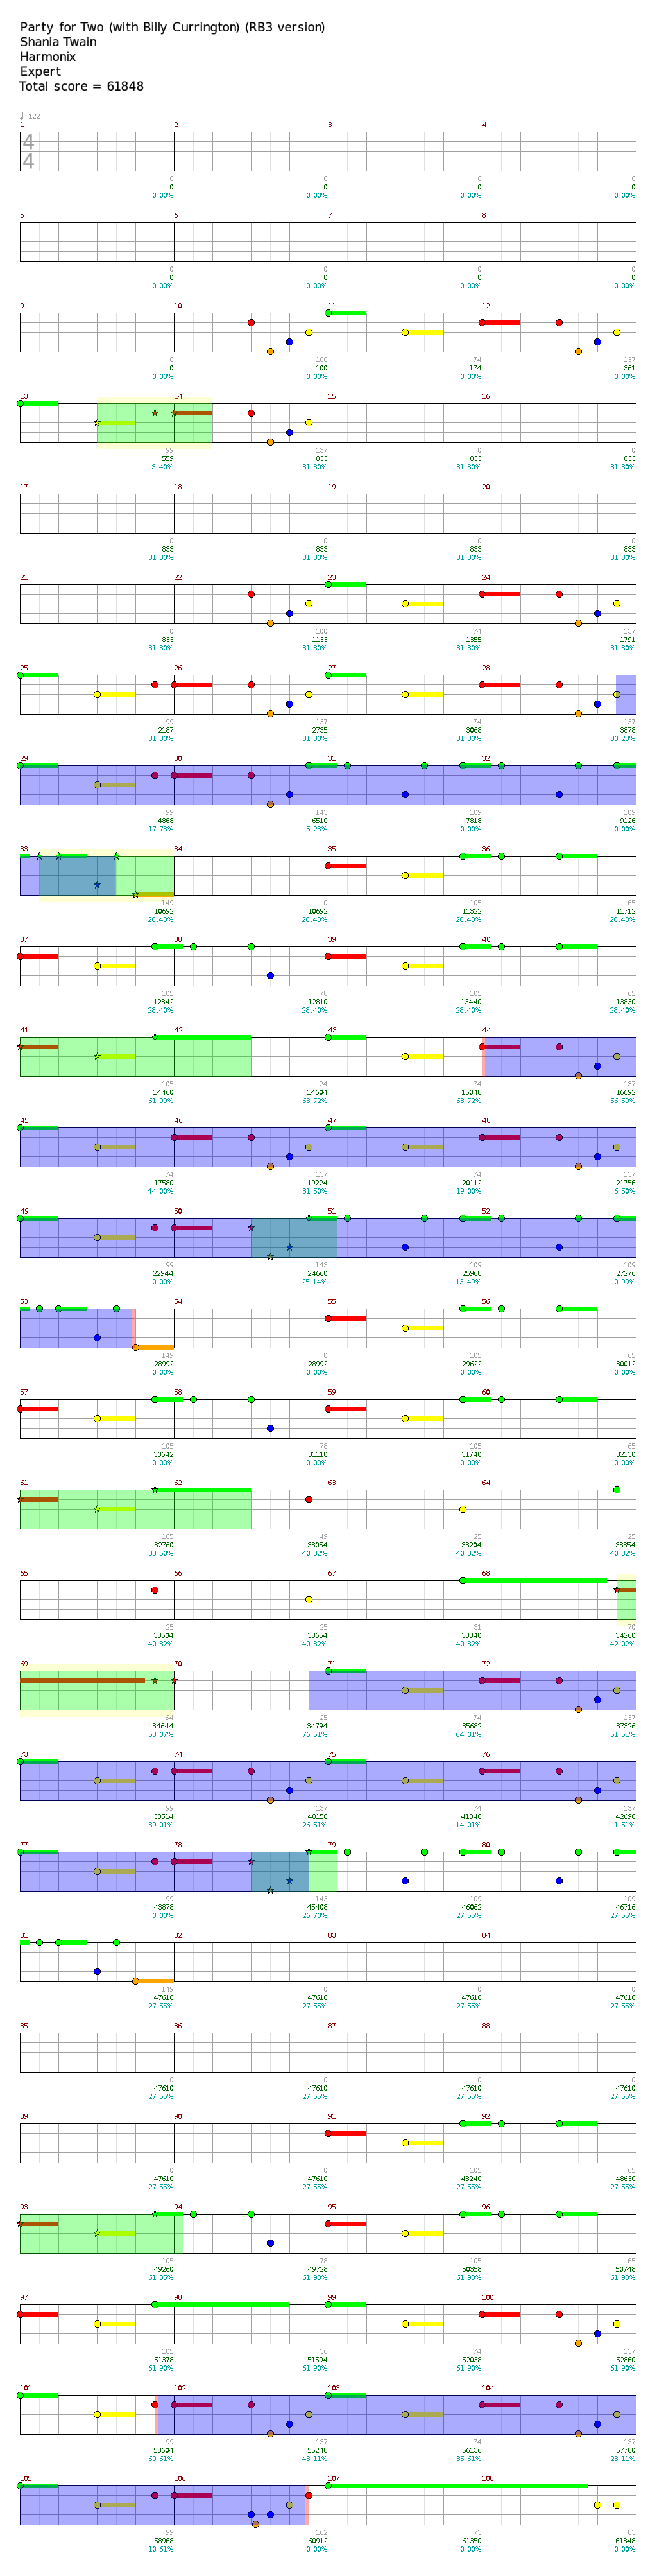 Party for Two (with Billy Currington) (RB3 version)
Shania Twain
Harmonix
Expert
Total score = 61848
♩=122
1 2 3 4
4
4
0 0 0 0
0 0 0 0
0.00% 0.00% 0.00% 0.00%
5 6 7 8
0 0 0 0
0 0 0 0
0.00% 0.00% 0.00% 0.00%
9 10 11 12
0 100 74 137
0 100 174 361
0.00% 0.00% 0.00% 0.00%
13 14 15 16
99 137 0 0
559 833 833 833
3.40% 31.80% 31.80% 31.80%
17 18 19 20
0 0 0 0
833 833 833 833
31.80% 31.80% 31.80% 31.80%
21 22 23 24
0 100 74 137
833 1133 1355 1791
31.80% 31.80% 31.80% 31.80%
25 26 27 28
99 137 74 137
2187 2735 3068 3878
31.80% 31.80% 31.80% 30.23%
29 30 31 32
99 143 109 109
4868 6510 7818 9126
17.73% 5.23% 0.00% 0.00%
33 34 35 36
149 0 105 65
10692 10692 11322 11712
28.40% 28.40% 28.40% 28.40%
37 38 39 40
105 78 105 65
12342 12810 13440 13830
28.40% 28.40% 28.40% 28.40%
41 42 43 44
105 24 74 137
14460 14604 15048 16692
61.90% 68.72% 68.72% 56.50%
45 46 47 48
74 137 74 137
17580 19224 20112 21756
44.00% 31.50% 19.00% 6.50%
49 50 51 52
99 143 109 109
22944 24660 25968 27276
0.00% 25.14% 13.49% 0.99%
53 54 55 56
149 0 105 65
28992 28992 29622 30012
0.00% 0.00% 0.00% 0.00%
57 58 59 60
105 78 105 65
30642 31110 31740 32130
0.00% 0.00% 0.00% 0.00%
61 62 63 64
105 49 25 25
32760 33054 33204 33354
33.50% 40.32% 40.32% 40.32%
65 66 67 68
25 25 31 70
33504 33654 33840 34260
40.32% 40.32% 40.32% 42.02%
69 70 71 72
64 25 74 137
34644 34794 35682 37326
53.07% 76.51% 64.01% 51.51%
73 74 75 76
99 137 74 137
38514 40158 41046 42690
39.01% 26.51% 14.01% 1.51%
77 78 79 80
99 143 109 109
43878 45408 46062 46716
0.00% 26.70% 27.55% 27.55%
81 82 83 84
149 0 0 0
47610 47610 47610 47610
27.55% 27.55% 27.55% 27.55%
85 86 87 88
0 0 0 0
47610 47610 47610 47610
27.55% 27.55% 27.55% 27.55%
89 90 91 92
0 0 105 65
47610 47610 48240 48630
27.55% 27.55% 27.55% 27.55%
93 94 95 96
105 78 105 65
49260 49728 50358 50748
61.05% 61.90% 61.90% 61.90%
97 98 99 100
105 36 74 137
51378 51594 52038 52860
61.90% 61.90% 61.90% 61.90%
101 102 103 104
99 137 74 137
53604 55248 56136 57780
60.61% 48.11% 35.61% 23.11%
105 106 107 108
99 162 73 83
58968 60912 61350 61848
10.61% 0.00% 0.00% 0.00%